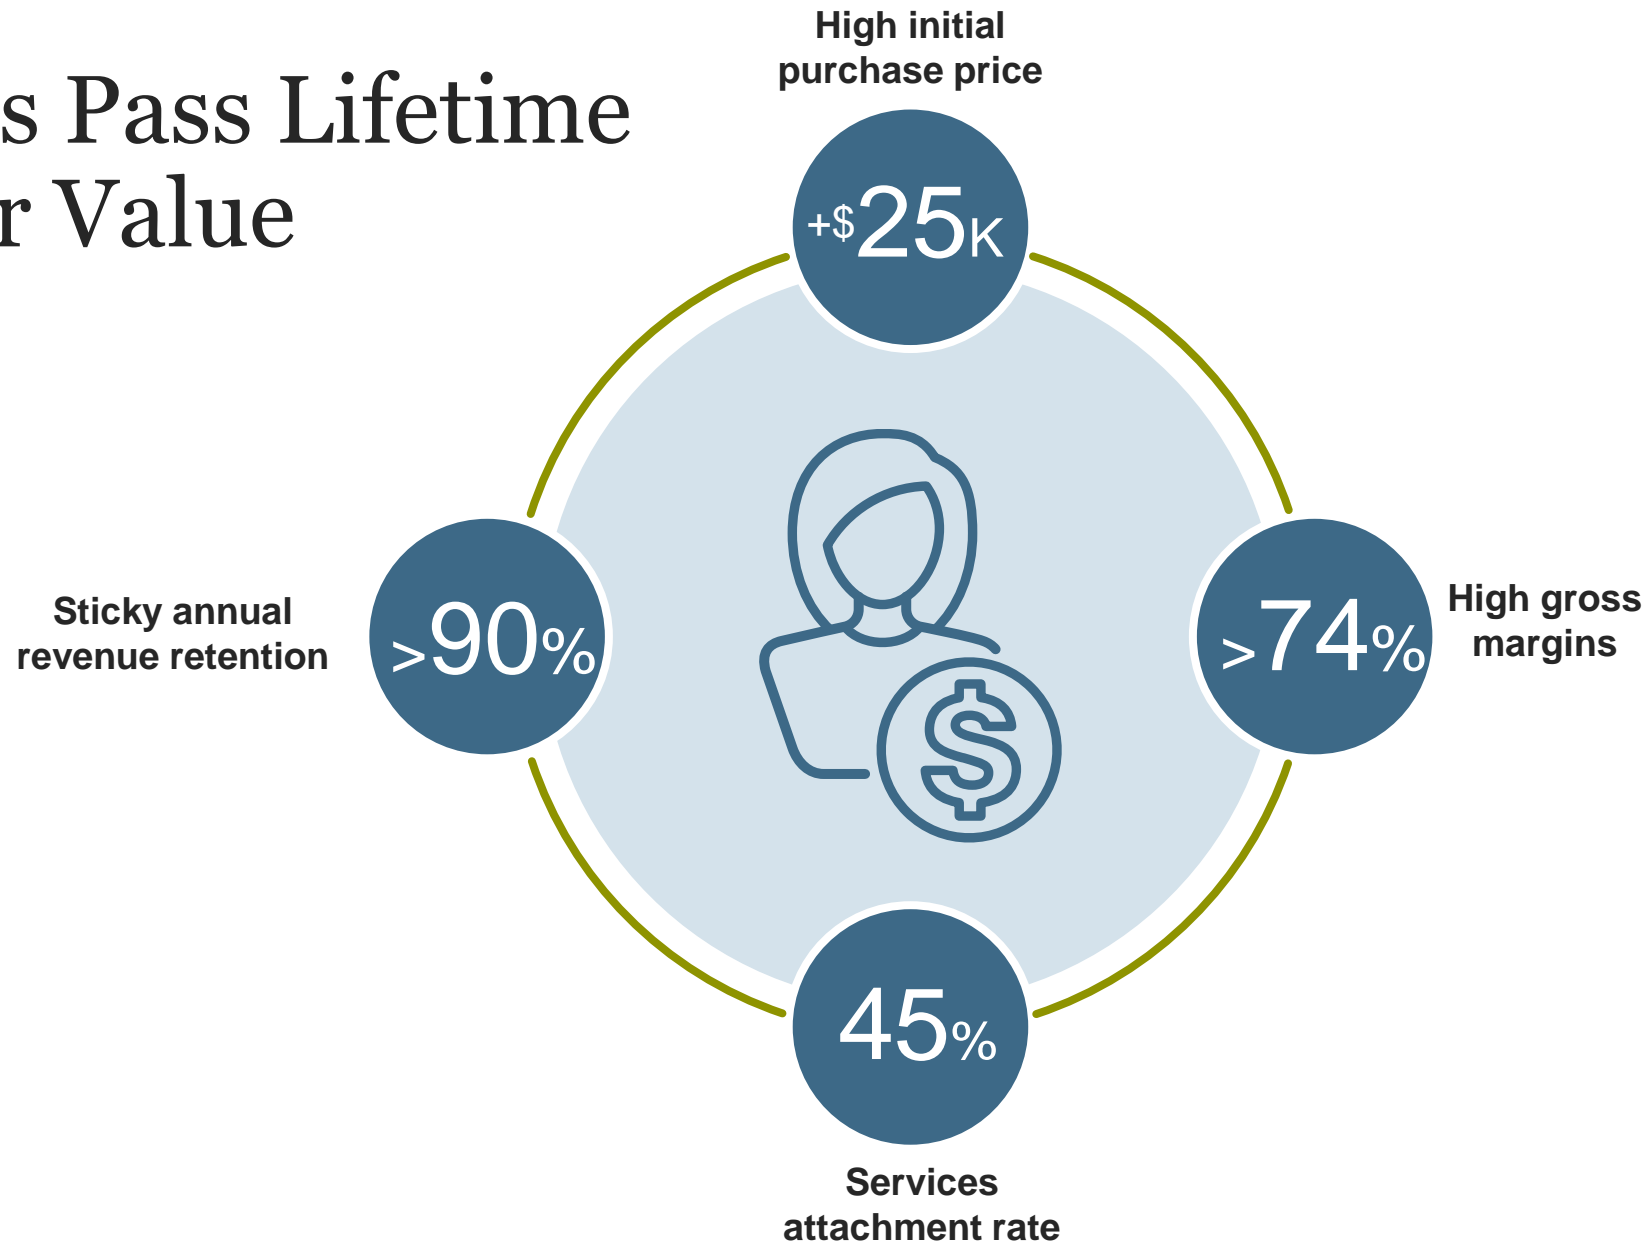 s Pass Lifetime
r Value
High initial
purchase price
+$25K
Sticky annual
revenue retention
>90%
>74%
High gross
margins
45%
Services
attachment rate
$